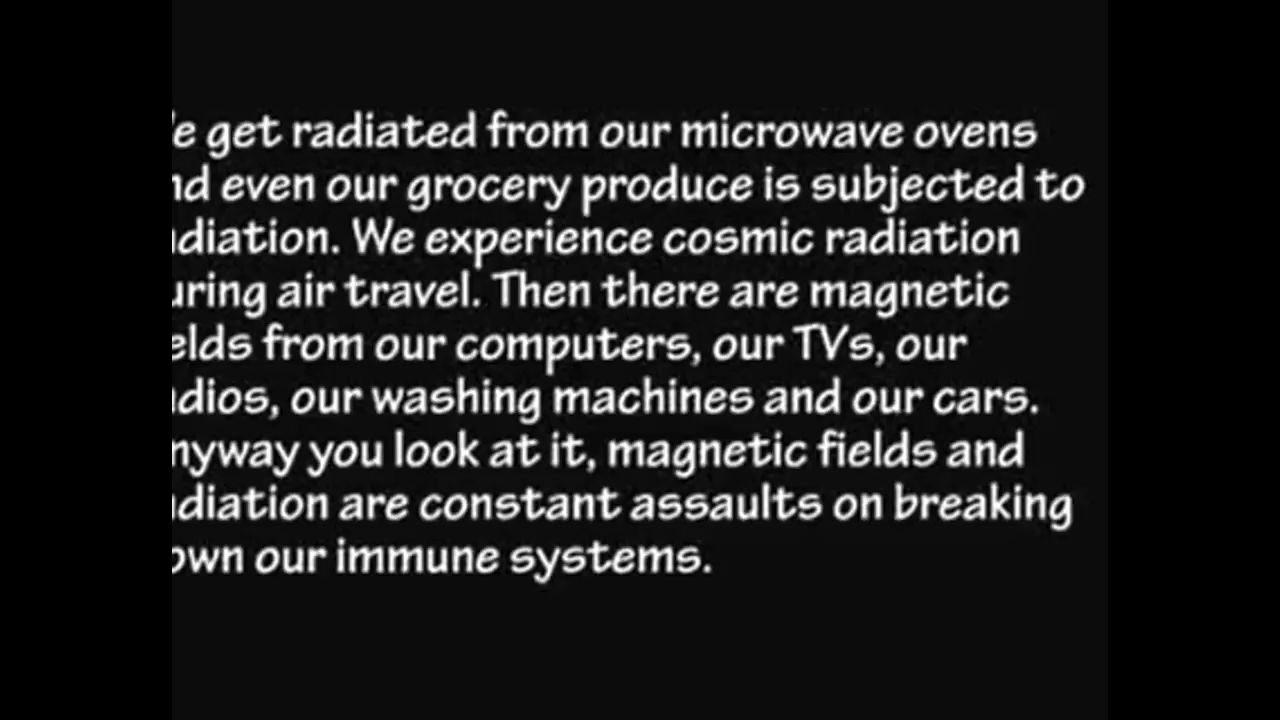 e get radiated from our microwave ovens
nd even our grocery produce is subjected to
diation. We experience cosmic radiation
uring air travel. Then there are magnetic
elds from our computers, our TVs, our
dios, our washing machines and our cars.
nyway you look at it, magnetic fields and
diation are constant assaults on breaking
own our immune systems.